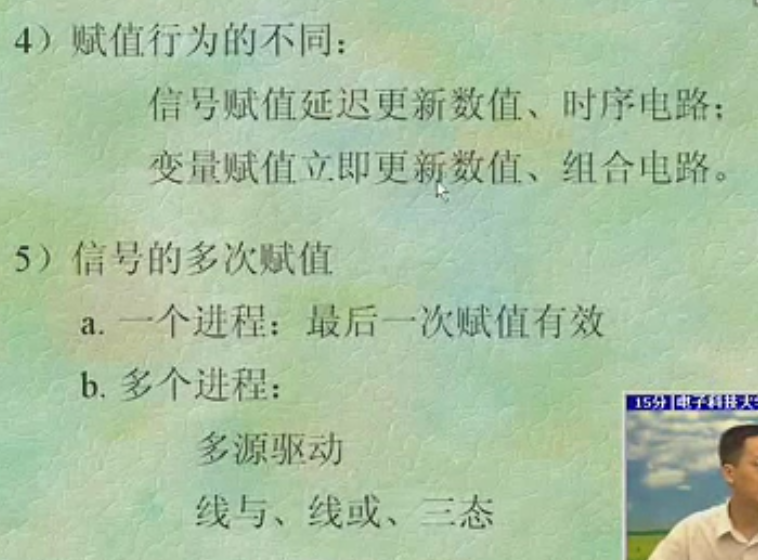 4）赋值行为的不同：
信号赋值延迟更新数值、时序电路；
变量赋值立即更新数值、组合电路。
5）信号的多次赋值
a. 一个进程：最后一次赋值有效
b. 多个进程：
多源驱动
线与、线或、三态
15分 电子科技大